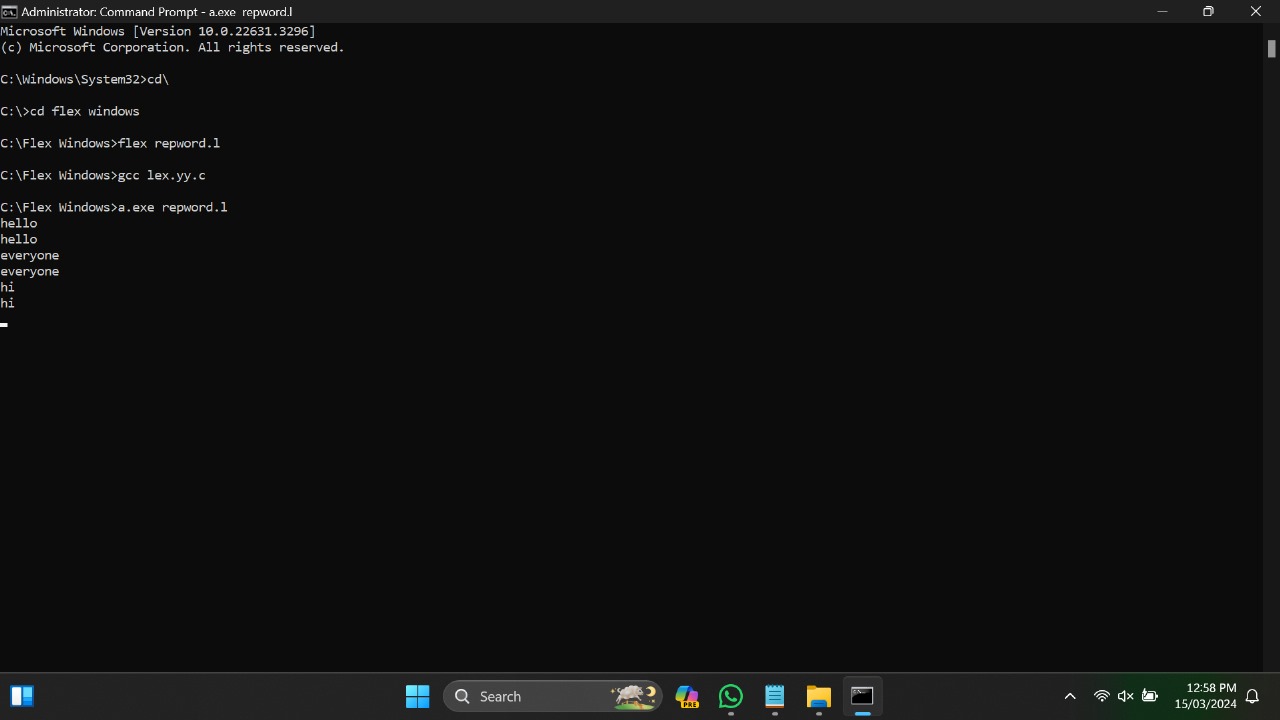 Administrator: Command Prompt - a.exe  repword.l
Microsoft Windows [Version 10.0.22631.3296]
(c) Microsoft Corporation. All rights reserved.
C:\Windows\System32>cd\
C:\>cd flex windows
C:\Flex Windows>flex repword.l
C:\Flex Windows>gcc lex.yy.c
C:\Flex Windows>a.exe repword.l
hello
hello
everyone
everyone
hi
hi
Search
PRE
12:58 PM
15/03/2024